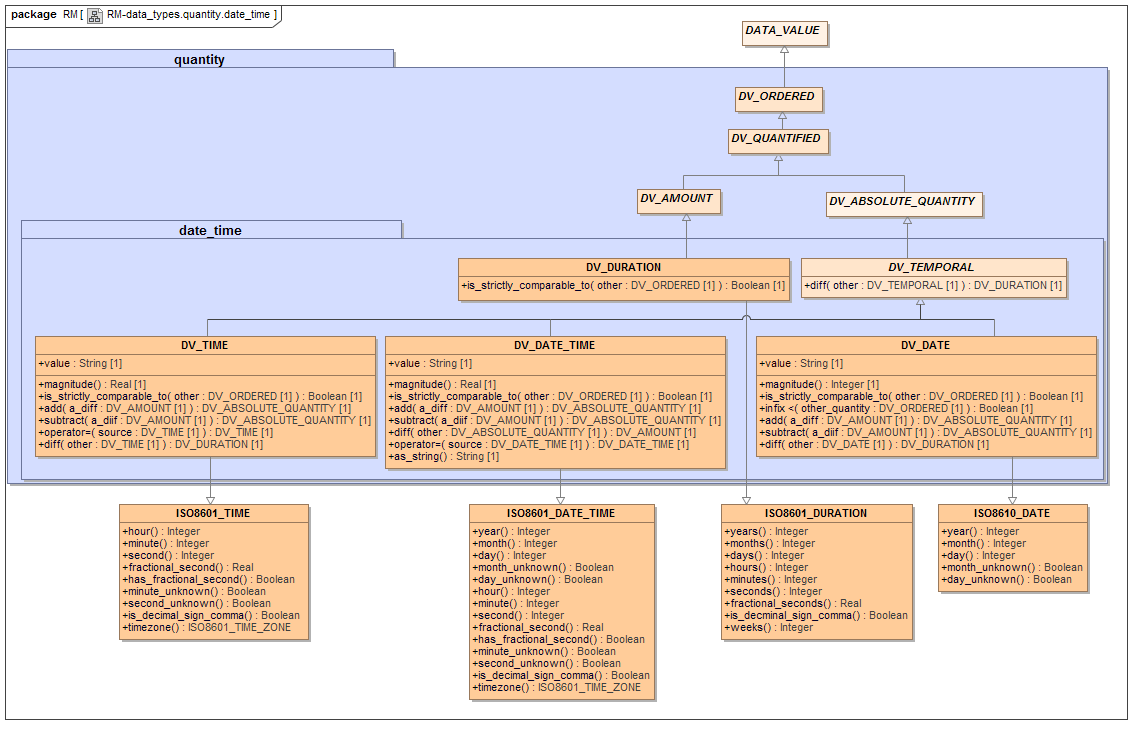 package RM [ RM-data_types.quantity.date_time ]
DATA_VALUE
quantity
DV_ORDERED
DV_QUANTIFIED
DV_AMOUNT
DV_ABSOLUTE_QUANTITY
date_time
DV_DURATION
+is_strictly_comparable_to( other : DV_ORDERED [1] ) : Boolean [1]
DV_TEMPORAL
+diff( other : DV_TEMPORAL [1] ) : DV_DURATION [1]
DV_TIME
+value : String [1]
+magnitude() : Real [1]
+is_strictly_comparable_to( other : DV_ORDERED [1] ) : Boolean [1]
+add( a_diff : DV_AMOUNT [1] ) : DV_ABSOLUTE_QUANTITY [1]
+subtract( a_diif : DV_AMOUNT [1] ) : DV_ABSOLUTE_QUANTITY [1]
+operator=( source : DV_TIME [1] ) : DV_TIME [1]
+diff( other : DV_TIME [1] ) : DV_DURATION [1]
DV_DATE_TIME
+value : String [1]
+magnitude() : Real [1]
+is_strictly_comparable_to( other : DV_ORDERED [1] ) : Boolean [1]
+add( a_diff : DV_AMOUNT [1] ) : DV_ABSOLUTE_QUANTITY [1]
+subtract( a_diif : DV_AMOUNT [1] ) : DV_ABSOLUTE_QUANTITY [1]
+diff( other : DV_ABSOLUTE_QUANTITY [1] ) : DV_AMOUNT [1]
+operator=( source : DV_DATE_TIME [1] ) : DV_DATE_TIME [1]
+as_string() : String [1]
DV_DATE
+value : String [1]
+magnitude() : Integer [1]
+is_strictly_comparable_to( other : DV_ORDERED [1] ) : Boolean [1]
+infix <( other_quantity : DV_ORDERED [1] ) : Boolean [1]
+add( a_diff : DV_AMOUNT [1] ) : DV_ABSOLUTE_QUANTITY [1]
+subtract( a_diif : DV_AMOUNT [1] ) : DV_ABSOLUTE_QUANTITY [1]
+diff( other : DV_DATE [1] ) : DV_DURATION [1]
ISO8601_TIME
+hour() : Integer
+minute() : Integer
+second() : Integer
+fractional_second() : Real
+has_fractional_second() : Boolean
+minute_unknown() : Boolean
+second_unknown() : Boolean
+is_decimal_sign_comma() : Boolean
+timezone() : ISO8601_TIME_ZONE
ISO8601_DATE_TIME
+year() : Integer
+month() : Integer
+day() : Integer
+month_unknown() : Boolean
+day_unknown() : Boolean
+hour() : Integer
+minute() : Integer
+second() : Integer
+fractional_second() : Real
+has_fractional_second() : Boolean
+minute_unknown() : Boolean
+second_unknown() : Boolean
+is_decimal_sign_comma() : Boolean
+timezone() : ISO8601_TIME_ZONE
ISO8601_DURATION
+years() : Integer
+months() : Integer
+days() : Integer
+hours() : Integer
+minutes() : Integer
+seconds() : Integer
+fractional_seconds() : Real
+is_decminal_sign_comma() : Boolean
+weeks() : Integer
ISO8610_DATE
+year() : Integer
+month() : Integer
+day() : Integer
+month_unknown() : Boolean
+day_unknown() : Boolean